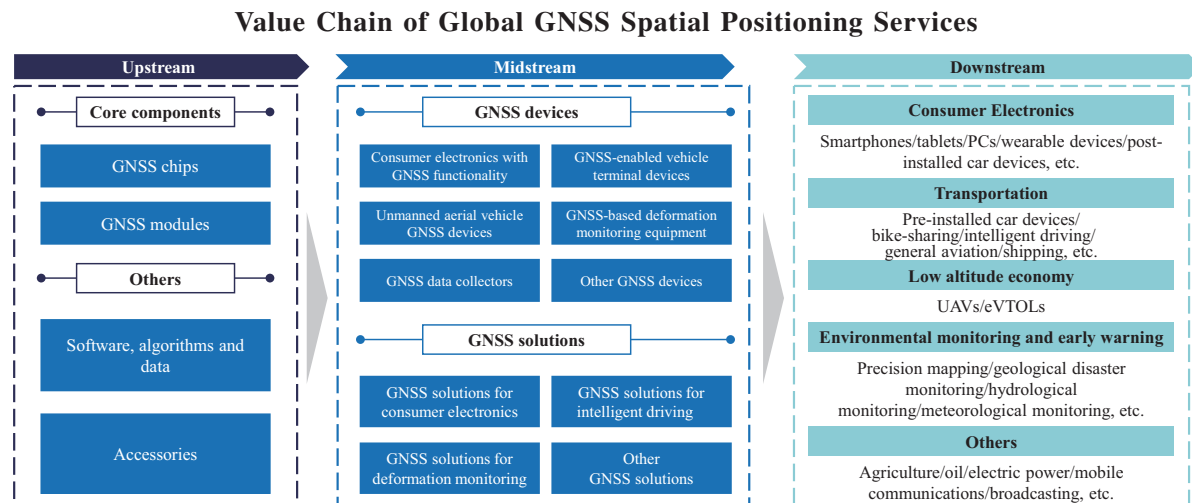 Value Chain of Global GNSS Spatial Positioning Services
Upstream
Core components
GNSS chips
GNSS modules
Others
Software, algorithms and
data
Accessories
Midstream
GNSS devices
Consumer electronics with
GNSS functionality
GNSS-enabled vehicle
terminal devices
Unmanned aerial vehicle
GNSS devices
GNSS-based deformation
monitoring equipment
GNSS data collectors
Other GNSS devices
GNSS solutions
GNSS solutions for
consumer electronics
GNSS solutions for
intelligent driving
GNSS solutions for
deformation monitoring
Other
GNSS solutions
Downstream
Consumer Electronics
Smartphones/tablets/PCs/wearable devices/post-
installed car devices, etc.
Transportation
Pre-installed car devices/
bike-sharing/intelligent driving/
general aviation/shipping, etc.
Low altitude economy
UAVs/eVTOLs
Environmental monitoring and early warning
Precision mapping/geological disaster
monitoring/hydrological
monitoring/meteorological monitoring, etc.
Others
Agriculture/oil/electric power/mobile
communications/broadcasting, etc.